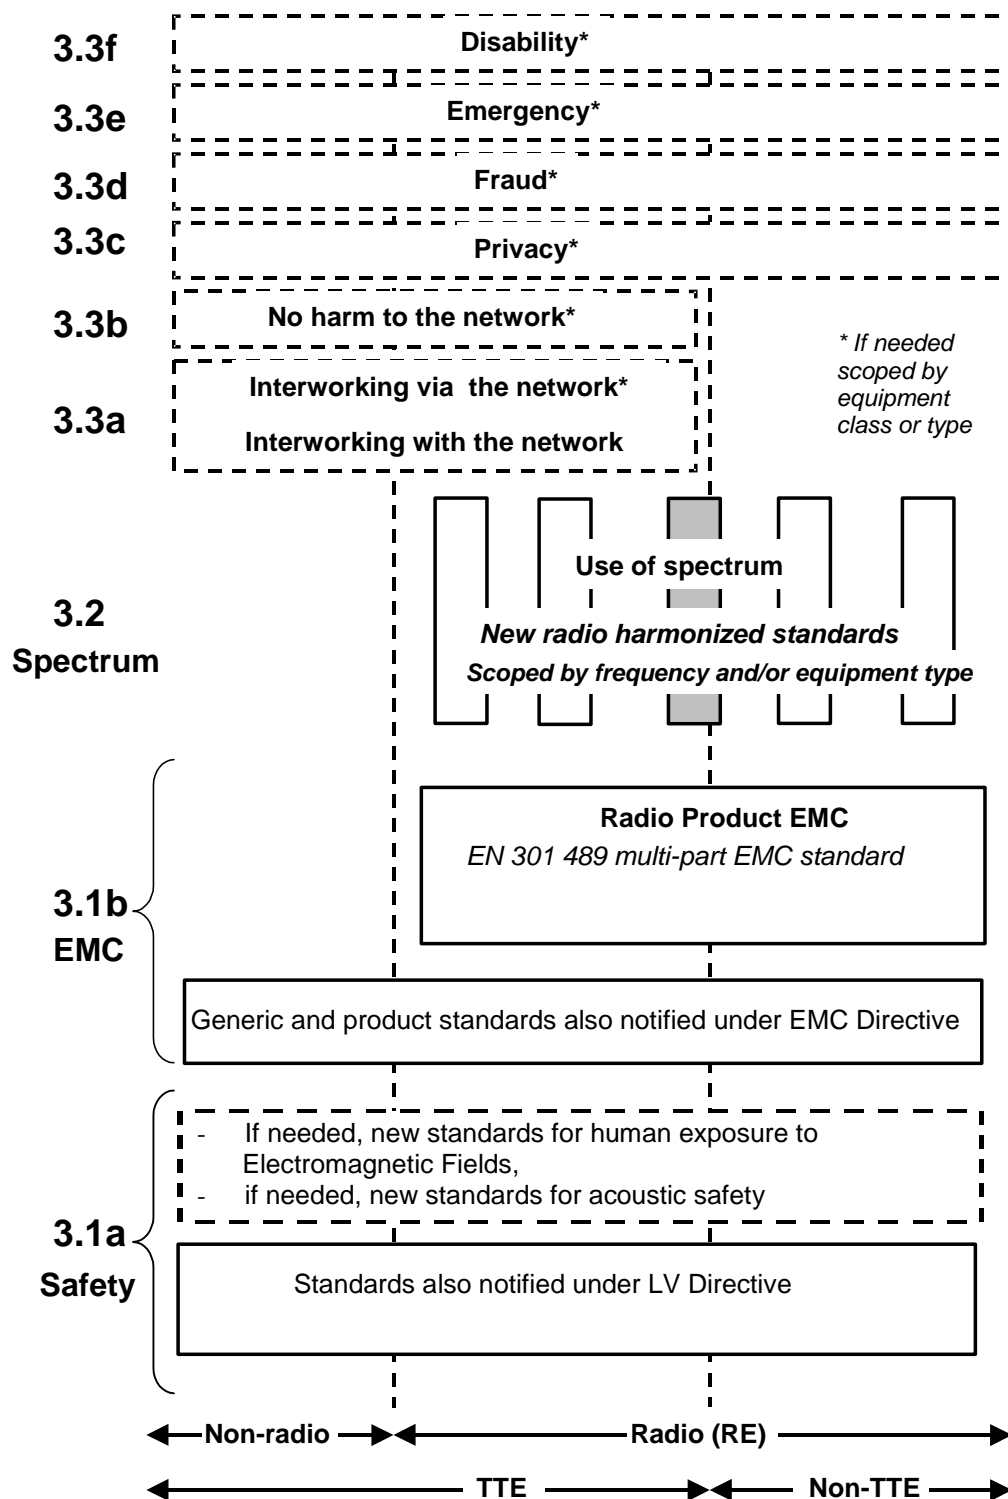 3.3f
Disability*
3.3e
Emergency*
3.3d
Fraud*
3.3c
Privacy*
3.3b
No harm to the network*
* If needed
scoped by
equipment
class or type
3.3a
Interworking via the network*
Interworking with the network
3.2
Spectrum
Use of spectrum
New radio harmonized standards
Scoped by frequency and/or equipment type
3.1b
EMC
Radio Product EMC
EN 301 489 multi-part EMC standard
Generic and product standards also notified under EMC Directive
3.1a
Safety
- If needed, new standards for human exposure to
Electromagnetic Fields,
- if needed, new standards for acoustic safety
Standards also notified under LV Directive
Non-radio
Radio (RE)
TTE
Non-TTE